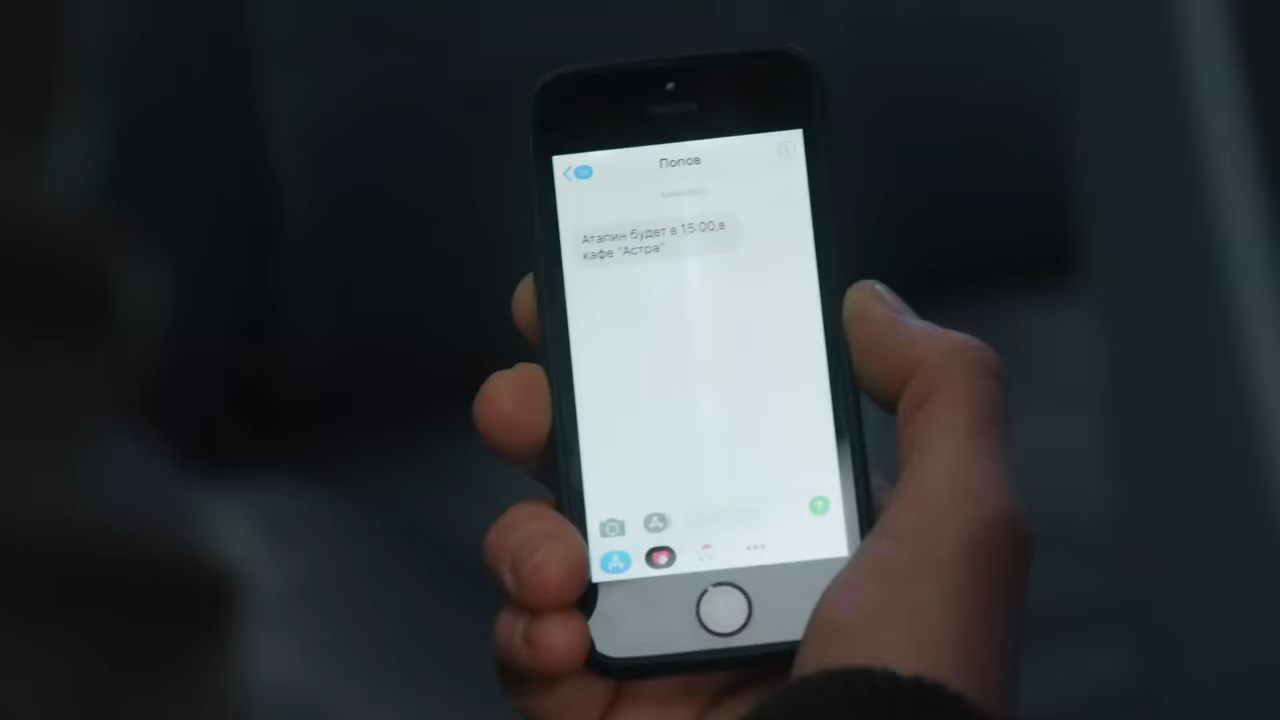 Попов
Атапин будет в 15:00,в
кафе "Астра"